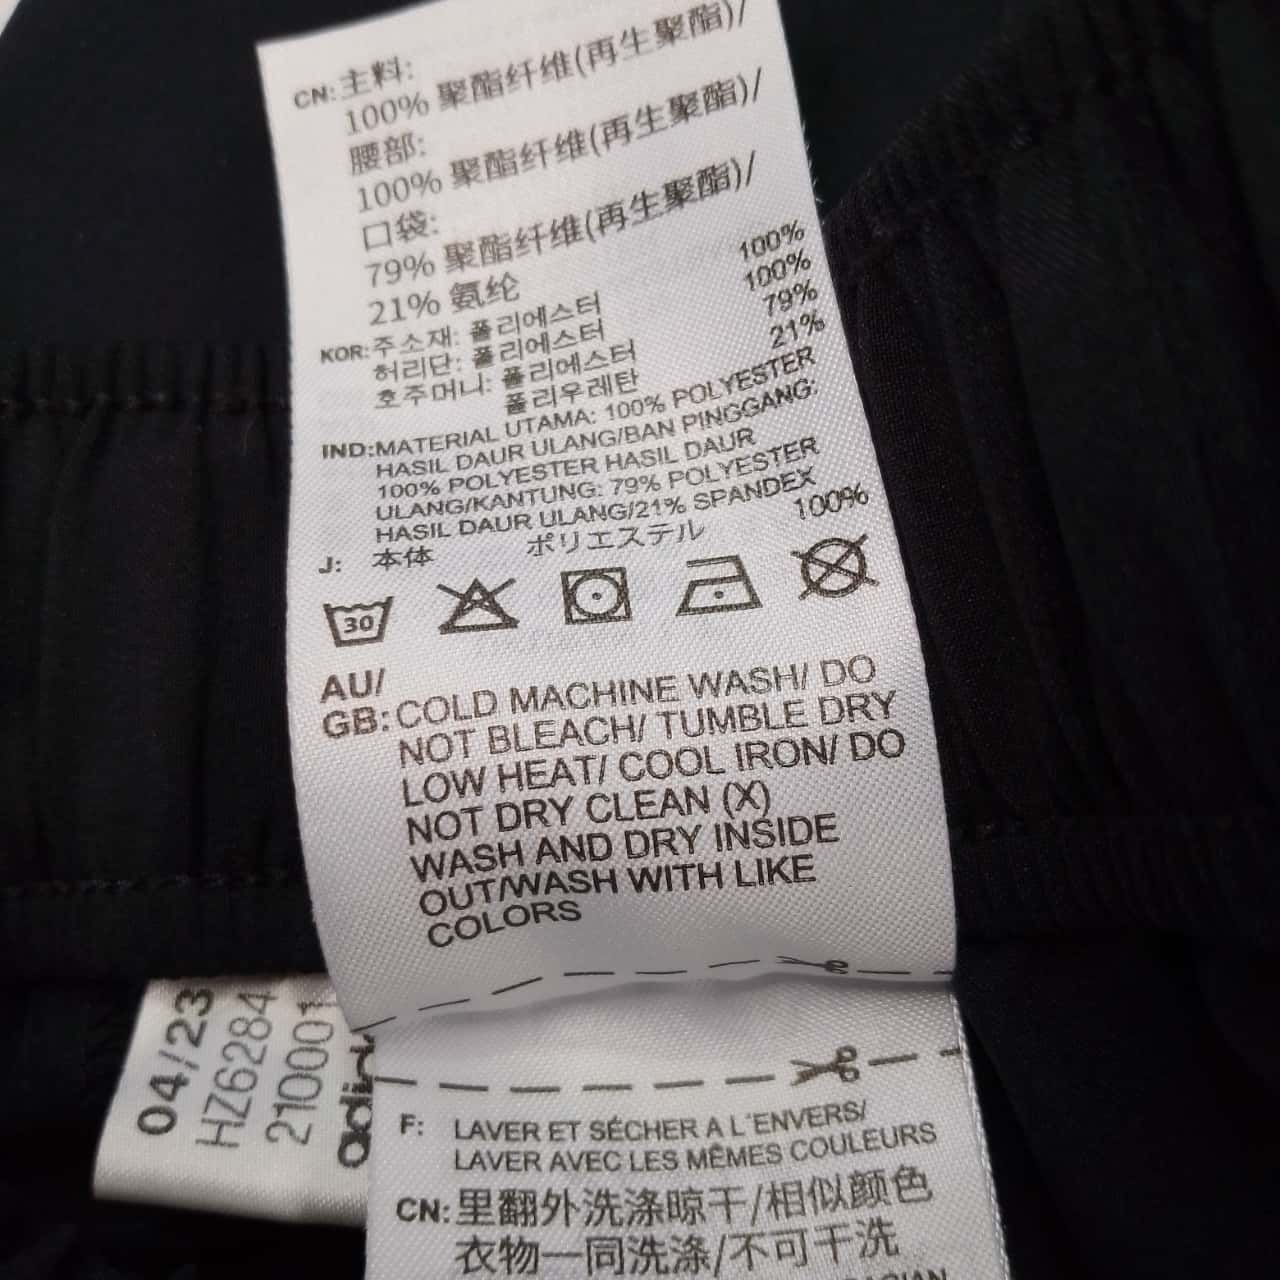 CN: 主料:
100% 聚酯纤维(再生聚酯)/
腰部:
100% 聚酯纤维(再生聚酯)/
口袋:
79% 聚酯纤维(再生聚酯)/
21% 氨纶
KOR: 주소재: 폴리에스터 100%
허리단: 폴리에스터 100%
호주머니: 폴리에스터 79%
폴리우레탄 21%
IND: MATERIAL UTAMA: 100% POLYESTER
HASIL DAUR ULANG/BAN PINGGANG:
100% POLYESTER HASIL DAUR
ULANG/KANTUNG: 79% POLYESTER
HASIL DAUR ULANG/21% SPANDEX
J: 本体 ポリエステル 100%
30
AU/
GB: COLD MACHINE WASH/ DO
NOT BLEACH/ TUMBLE DRY
LOW HEAT/ COOL IRON/ DO
NOT DRY CLEAN (X)
WASH AND DRY INSIDE
OUT/WASH WITH LIKE
COLORS
04/23
HZ6284
210001
F: LAVER ET SÉCHER A L'ENVERS/
LAVER AVEC LES MÊMES COULEURS
CN: 里翻外洗涤晾干/相似颜色
衣物一同洗涤/不可干洗